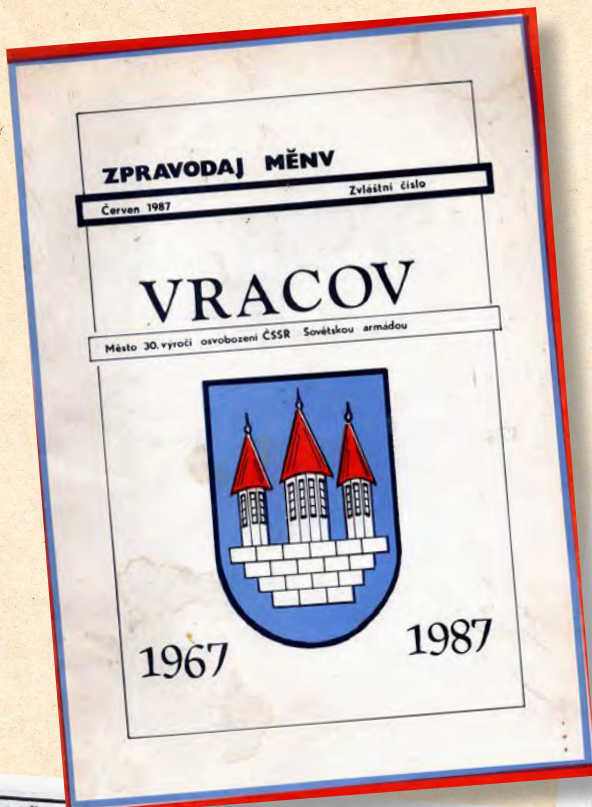 ZPRAVODAJ MĚNV
Červen 1987 Zvláštní číslo
VRACOV
Město 30. výročí osvobození ČSSR Sovětskou armádou
1967 1987